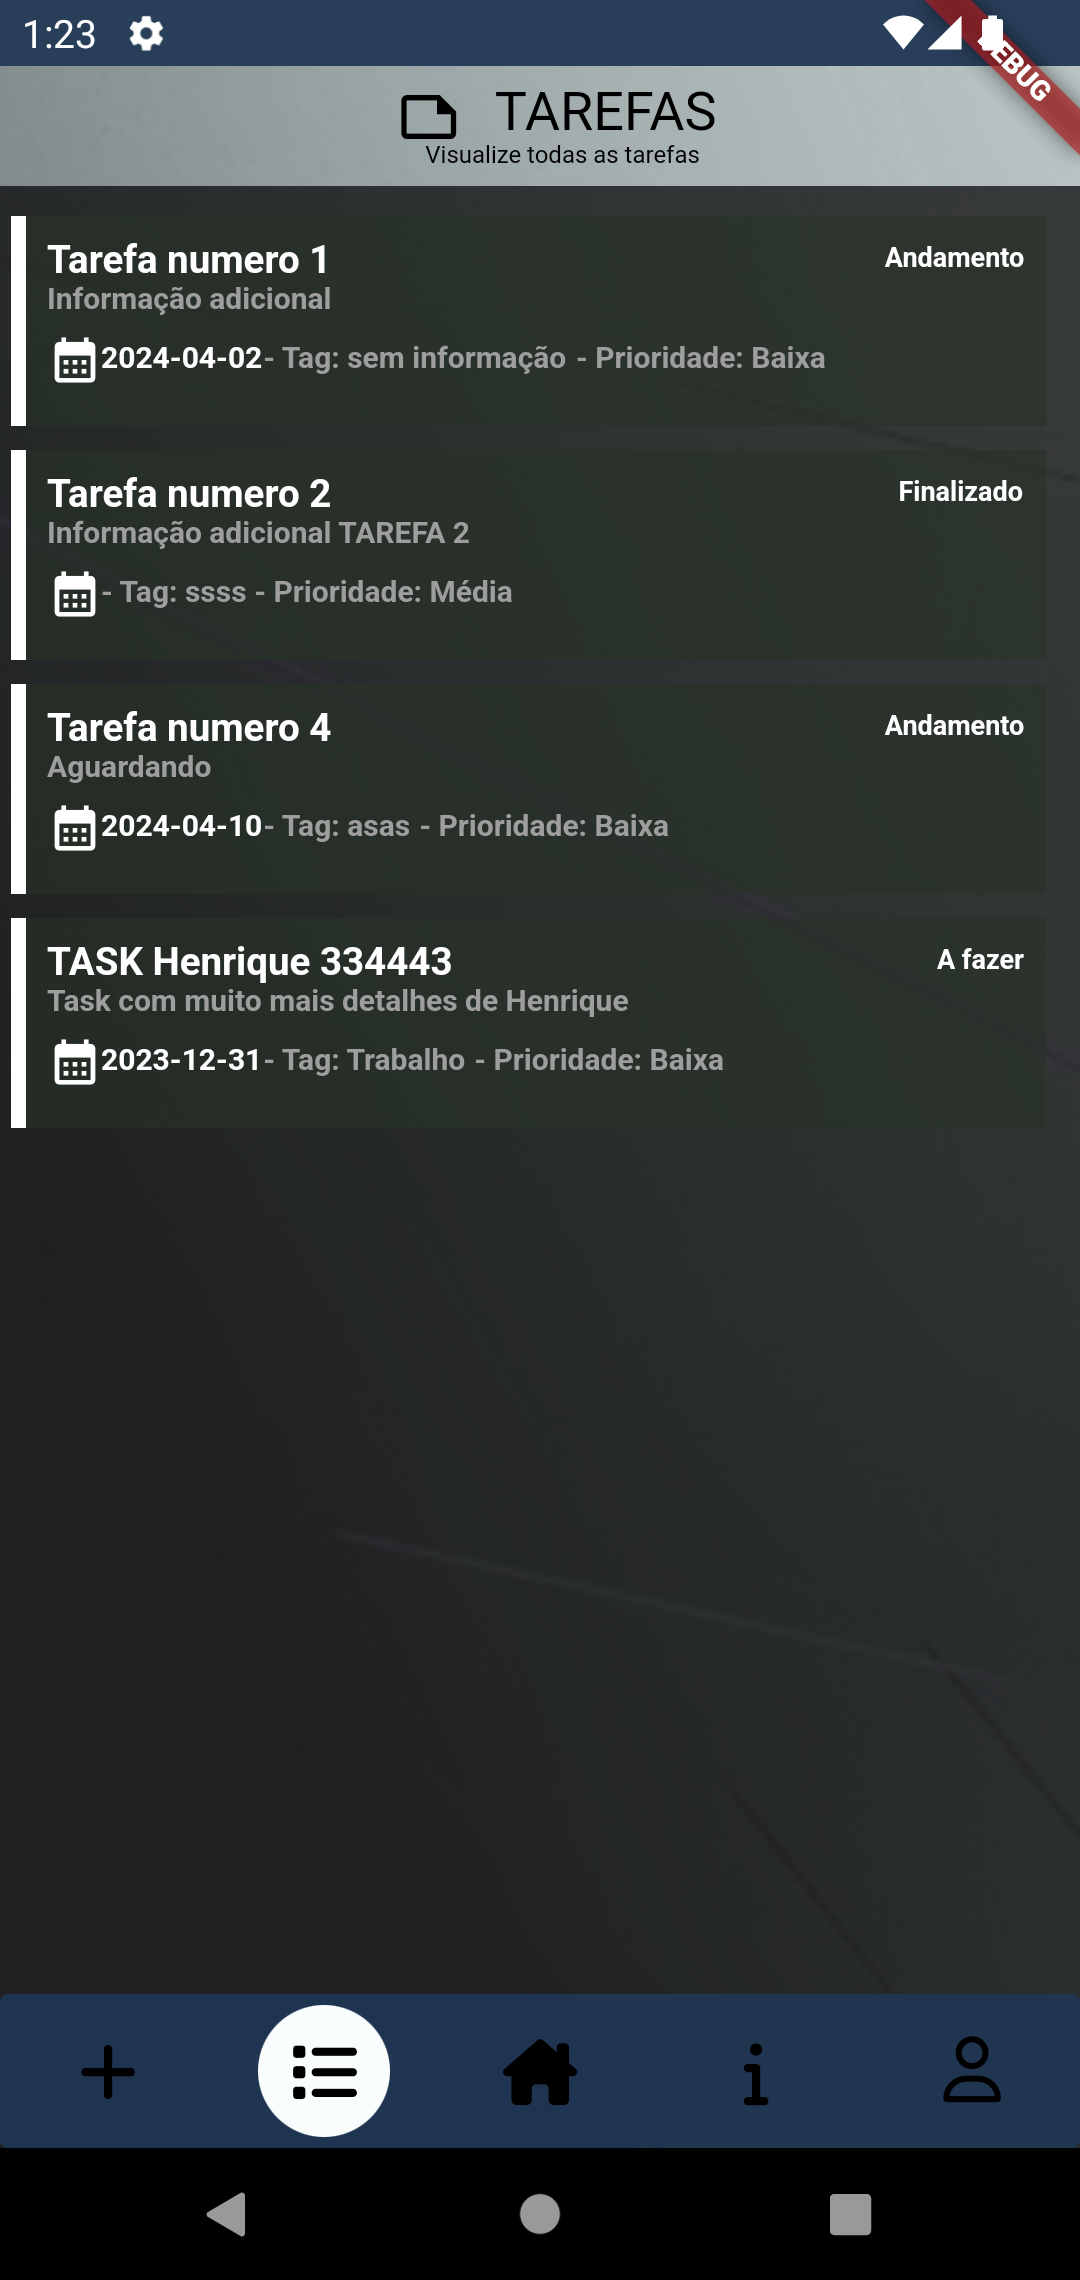 1:23
EBUG
TAREFAS
Visualize todas as tarefas
Tarefa numero 1
Andamento
Informação adicional
2024-04-02- Tag: sem informação - Prioridade: Baixa
Tarefa numero 2
Finalizado
Informação adicional TAREFA 2
- Tag: ssss - Prioridade: Média
Tarefa numero 4
Andamento
Aguardando
2024-04-10- Tag: asas - Prioridade: Baixa
TASK Henrique 334443
A fazer
Task com muito mais detalhes de Henrique
2023-12-31- Tag: Trabalho - Prioridade: Baixa